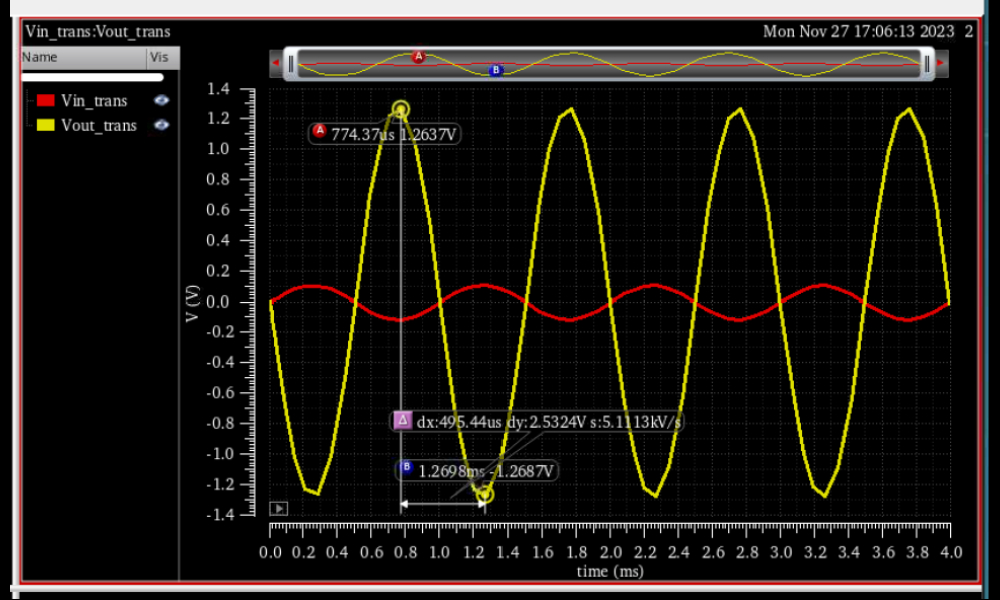 Vin_trans:Vout_trans
Mon Nov 27 17:06:13 2023 2
Name Vis
Vin_trans
Vout_trans
A
B
1.4
1.2
1.0
0.8
0.6
0.4
0.2
0.0
-0.2
-0.4
-0.6
-0.8
-1.0
-1.2
-1.4
V (V)
A 774.37us 1.2637V
Δ dx:495.44us dy:2.5324V s:5.1113kV/s
B 1.2698ms -1.2687V
0.0 0.2 0.4 0.6 0.8 1.0 1.2 1.4 1.6 1.8 2.0 2.2 2.4 2.6 2.8 3.0 3.2 3.4 3.6 3.8 4.0
time (ms)